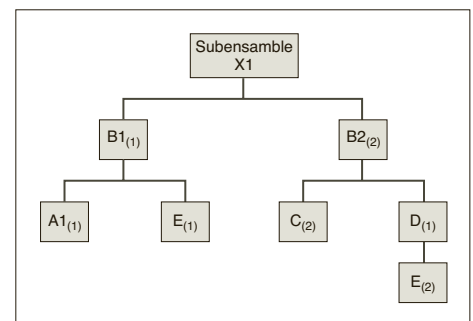 Subensamble
X1
B1(1)
B2(2)
A1(1)
E(1)
C(2)
D(1)
E(2)